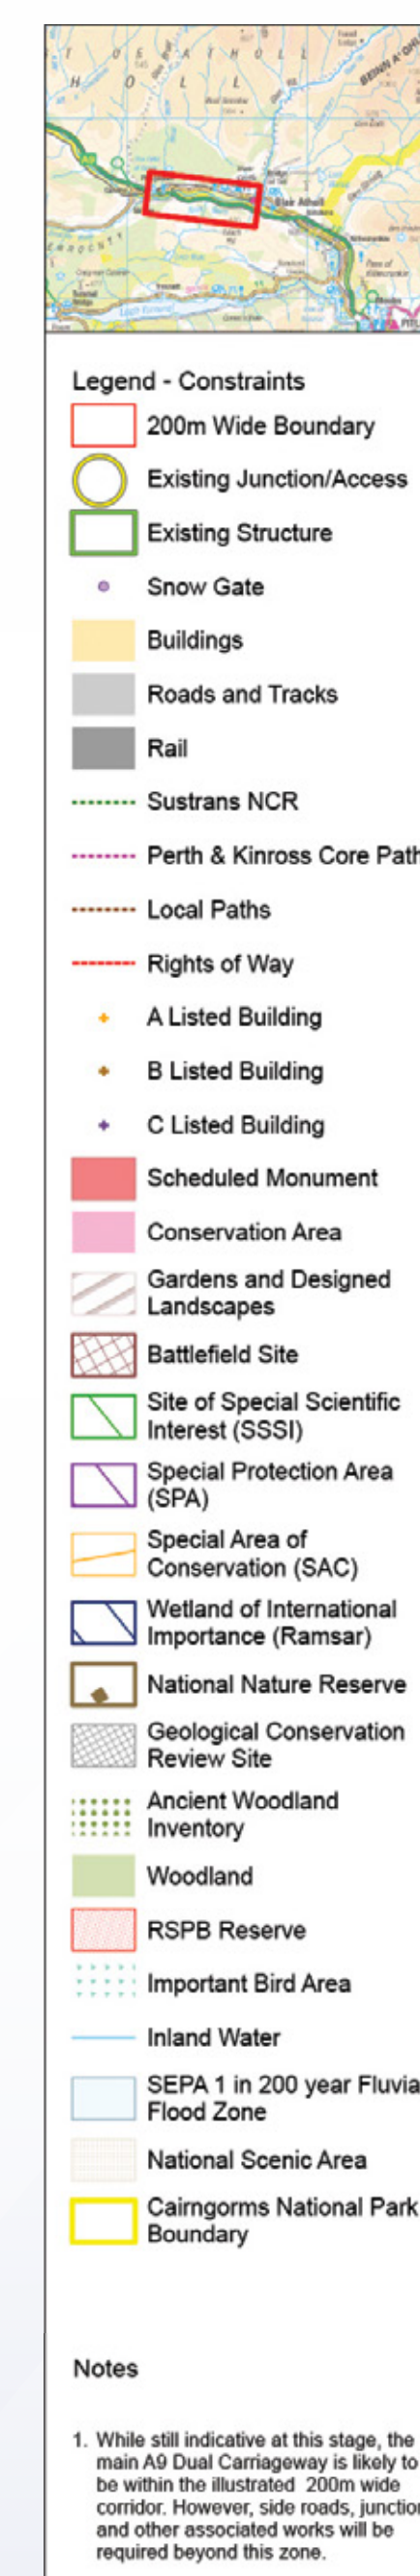 A9
Blair Atholl
Legend - Constraints
200m Wide Boundary
Existing Junction/Access
Existing Structure
Snow Gate
Buildings
Roads and Tracks
Rail
Sustrans NCR
Perth & Kinross Core Path
Local Paths
Rights of Way
A Listed Building
B Listed Building
C Listed Building
Scheduled Monument
Conservation Area
Gardens and Designed
Landscapes
Battlefield Site
Site of Special Scientific
Interest (SSSI)
Special Protection Area
(SPA)
Special Area of
Conservation (SAC)
Wetland of International
Importance (Ramsar)
National Nature Reserve
Geological Conservation
Review Site
Ancient Woodland
Inventory
Woodland
RSPB Reserve
Important Bird Area
Inland Water
SEPA 1 in 200 year Fluvia
Flood Zone
National Scenic Area
Cairngorms National Park
Boundary
Notes
1. While still indicative at this stage, the
main A9 Dual Carriageway is likely to
be within the illustrated 200m wide
corridor. However, side roads, junction
and other associated works will be
required beyond this zone.